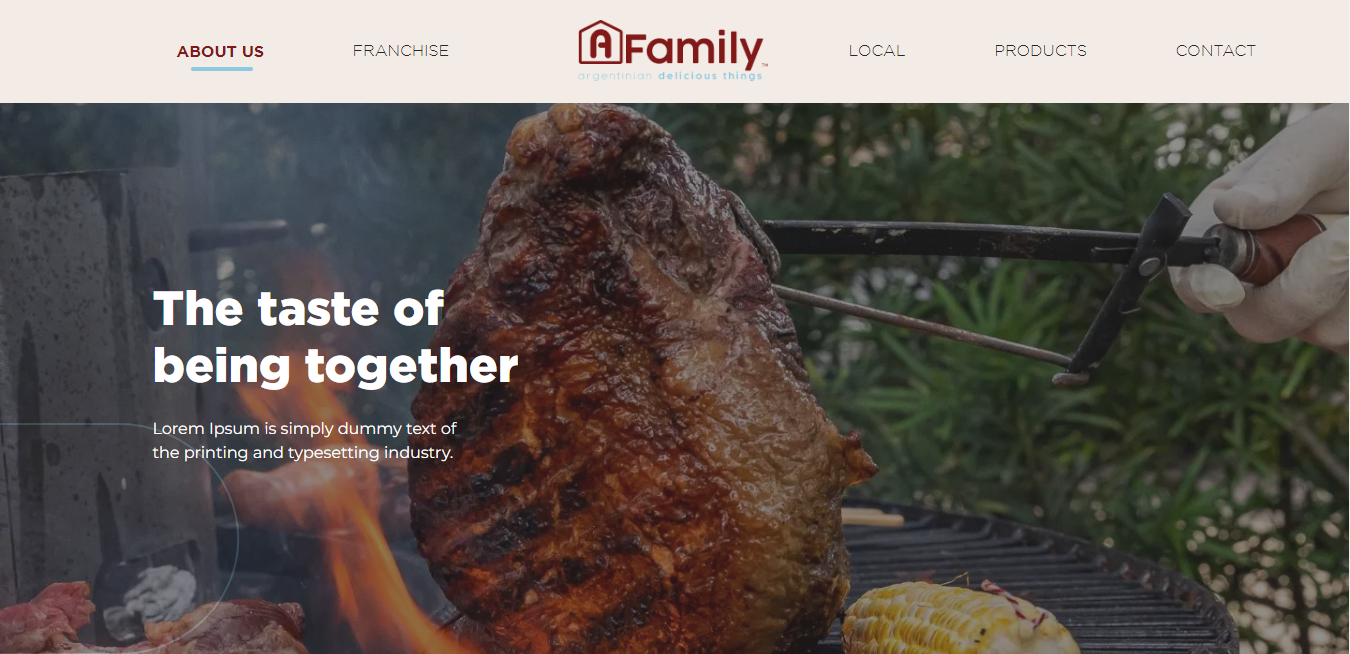 ABOUT US
FRANCHISE
A Family™
argentinian delicious things
LOCAL
PRODUCTS
CONTACT
The taste of
being together
Lorem Ipsum is simply dummy text of
the printing and typesetting industry.